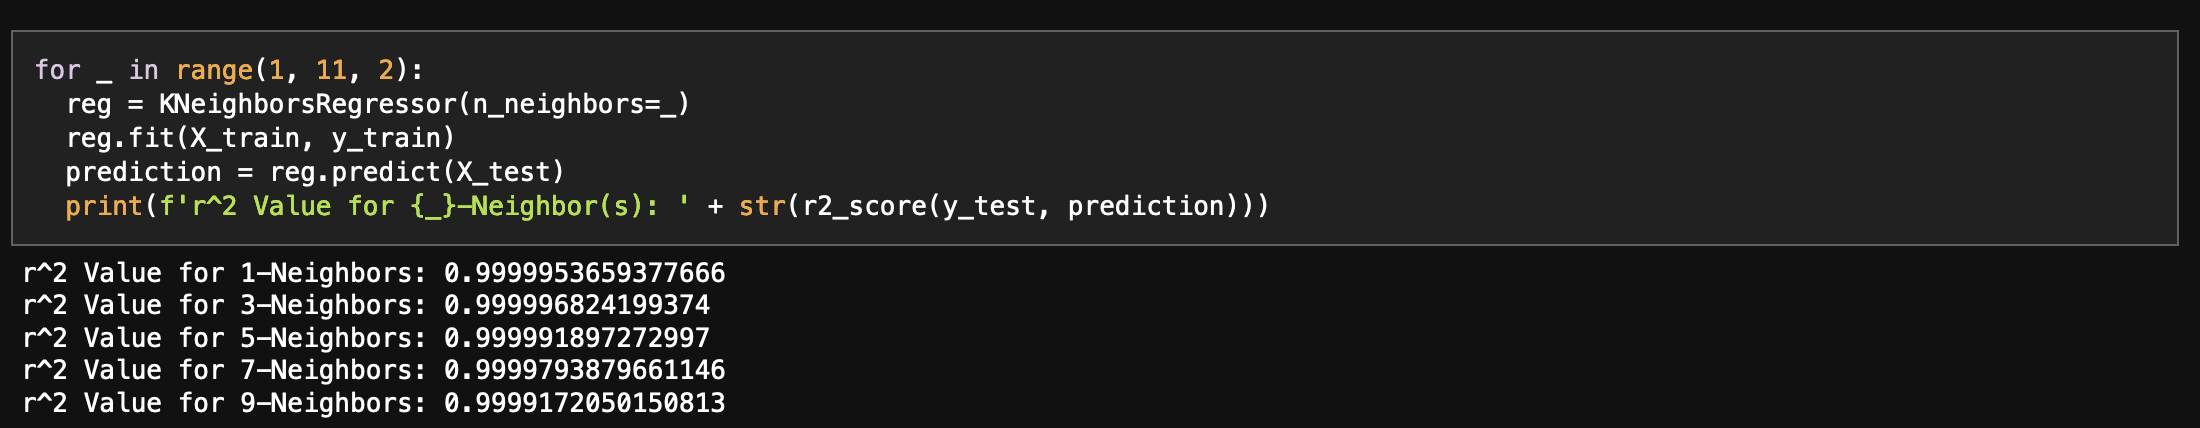 for _ in range(1, 11, 2):
  reg = KNeighborsRegressor(n_neighbors=_)
  reg.fit(X_train, y_train)
  prediction = reg.predict(X_test)
  print(f'r^2 Value for {_}-Neighbor(s): ' + str(r2_score(y_test, prediction)))
r^2 Value for 1-Neighbors: 0.9999953659377666
r^2 Value for 3-Neighbors: 0.999996824199374
r^2 Value for 5-Neighbors: 0.999991897272997
r^2 Value for 7-Neighbors: 0.9999793879661146
r^2 Value for 9-Neighbors: 0.9999172050150813